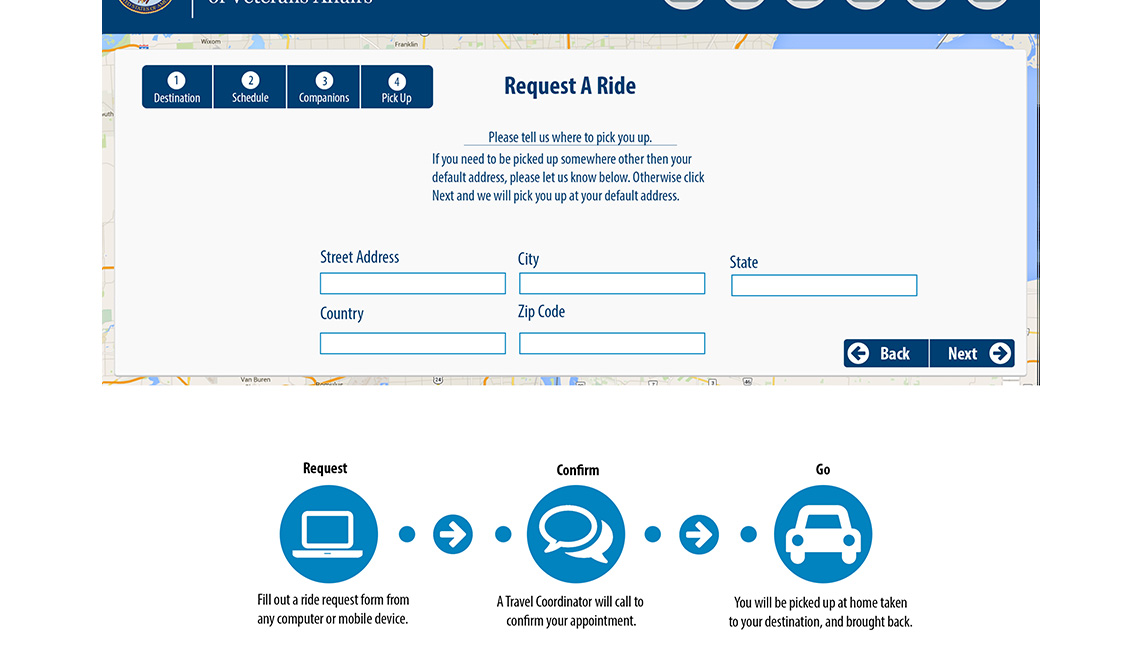 of Veterans Affairs
Wixom
Franklin
1 2 3 4
Destination Schedule Companions Pick Up
Request A Ride
Please tell us where to pick you up.
If you need to be picked up somewhere other then your
default address, please let us know below. Otherwise click
Next and we will pick you up at your default address.
Street Address City State
Country Zip Code
Back Next
Van Buren
24
Request Confirm Go
Fill out a ride request form from
any computer or mobile device.
A Travel Coordinator will call to
confirm your appointment.
You will be picked up at home taken
to your destination, and brought back.